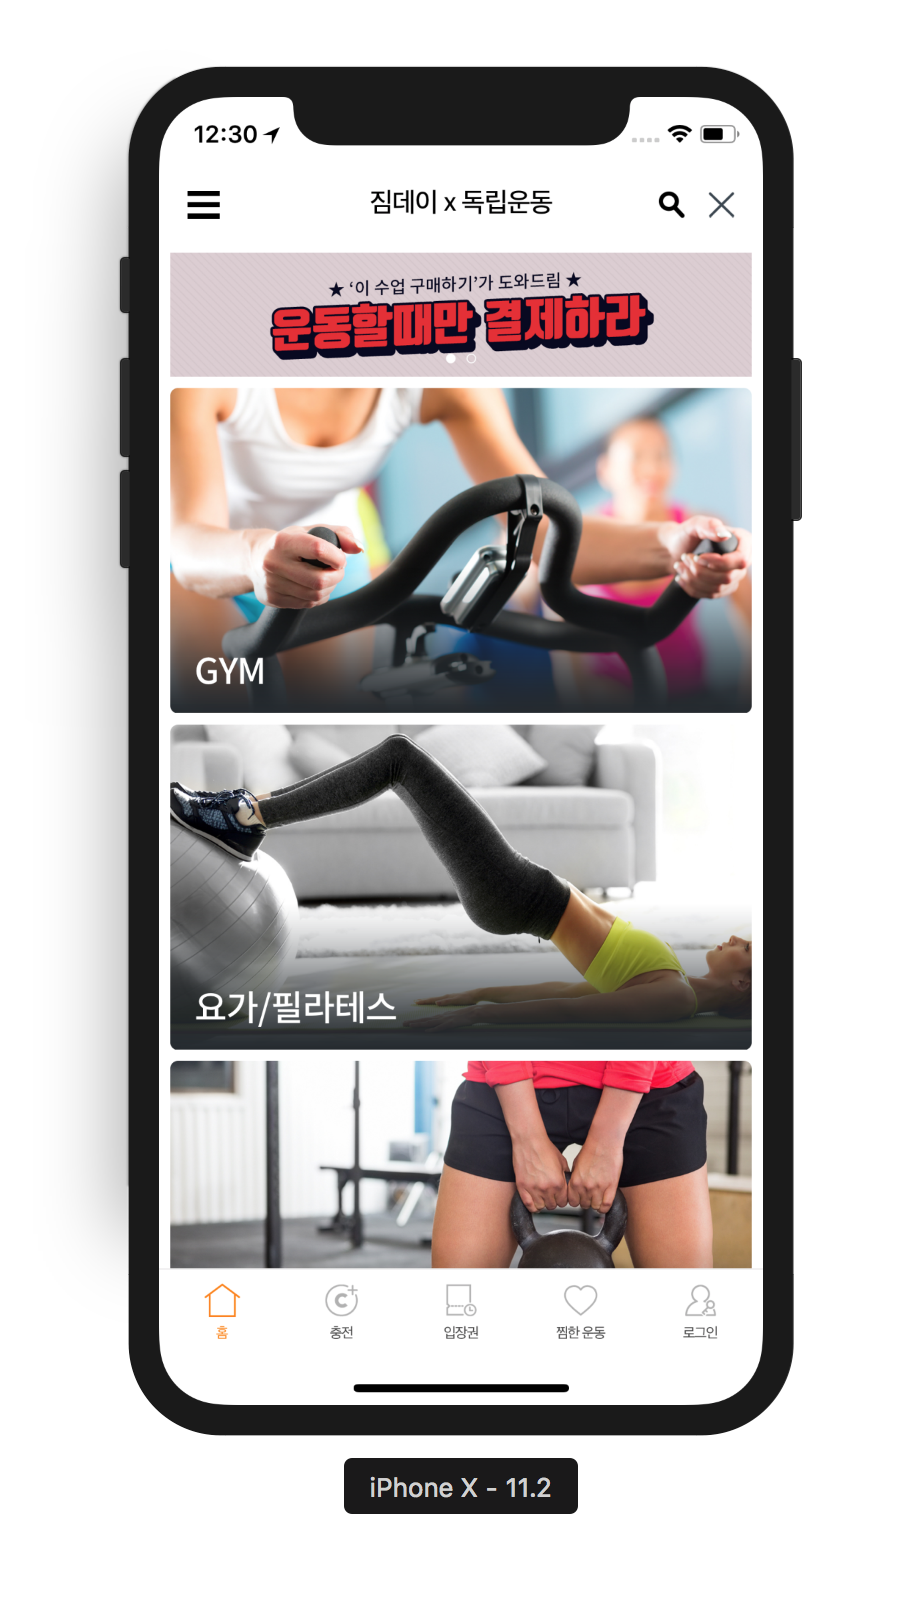 12:30
짐데이 x 독립운동
★ ‘이 수업 구매하기’가 도와드림 ★
운동할때만 결제하라
GYM
요가/필라테스
홈
충전
입장권
찜한 운동
로그인
iPhone X - 11.2